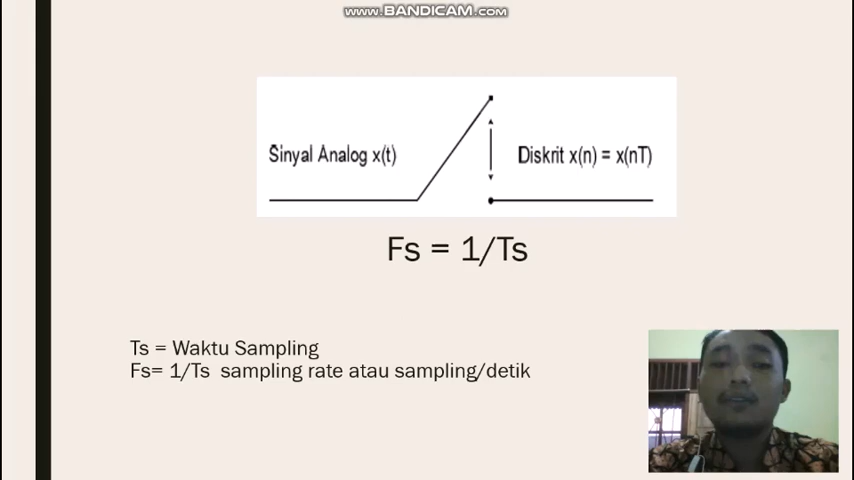 www.BANDICAM.com
Sinyal Analog x(t)
Diskrit x(n) = x(nT)
Fs = 1/Ts
Ts = Waktu Sampling
Fs= 1/Ts sampling rate atau sampling/detik